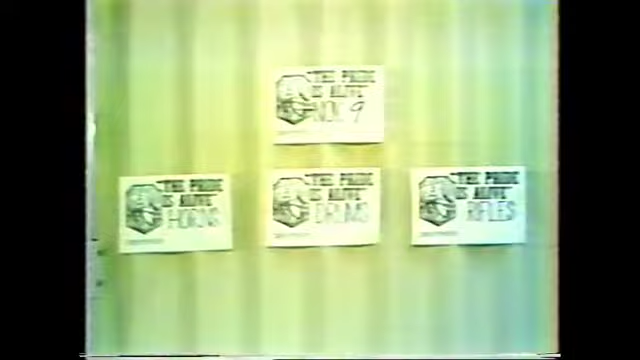 "THE PRIDE
IS ALIVE"
NOV. 9
"THE PRIDE
IS ALIVE"
HORNS
"THE PRIDE
IS ALIVE"
DRUMS
"THE PRIDE
IS ALIVE"
RIFLES